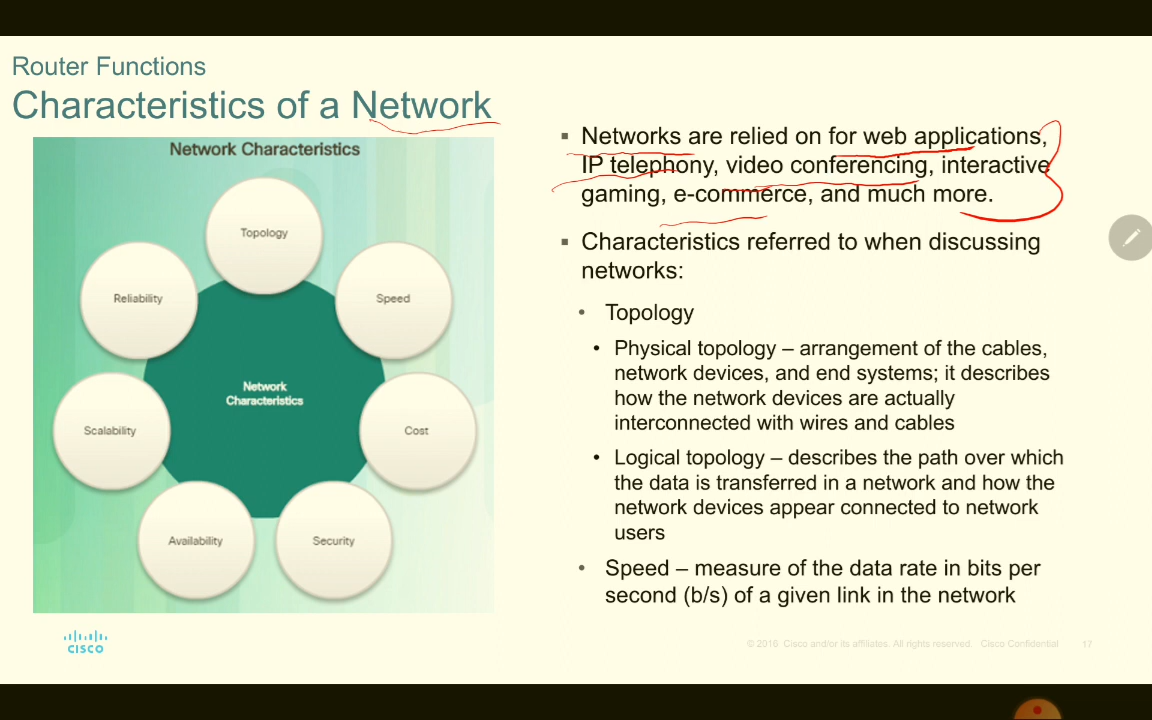 Router Functions
Characteristics of a Network
Network Characteristics
Topology
Reliability
Speed
Network
Characteristics
Scalability
Cost
Availability
Security
▪ Networks are relied on for web applications,
IP telephony, video conferencing, interactive
gaming, e-commerce, and much more.
▪ Characteristics referred to when discussing
networks:
• Topology
• Physical topology – arrangement of the cables,
network devices, and end systems; it describes
how the network devices are actually
interconnected with wires and cables
• Logical topology – describes the path over which
the data is transferred in a network and how the
network devices appear connected to network
users
• Speed – measure of the data rate in bits per
second (b/s) of a given link in the network
CISCO
© 2016 Cisco and/or its affiliates. All rights reserved. Cisco Confidential 17